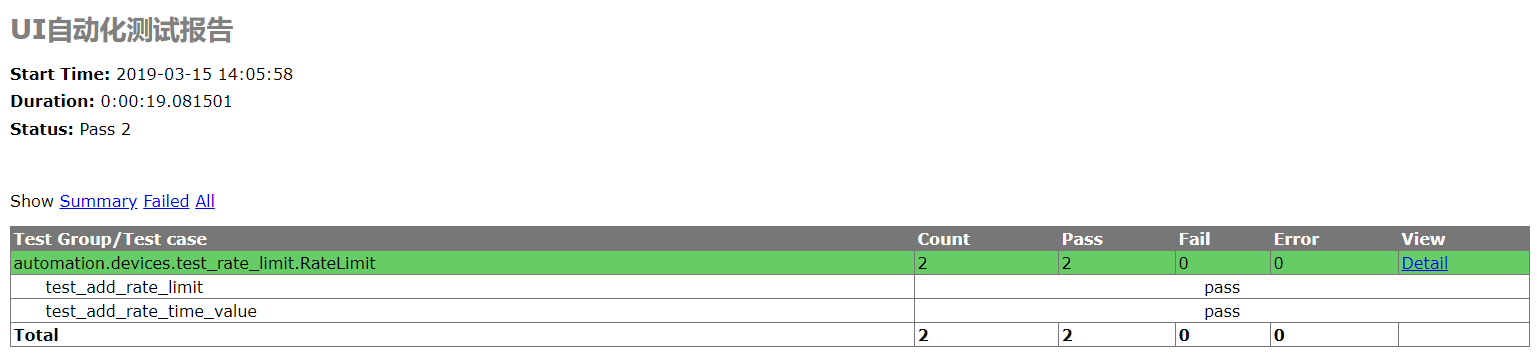 UI自动化测试报告
Start Time: 2019-03-15 14:05:58
Duration: 0:00:19.081501
Status: Pass 2
Show Summary Failed All
Test Group/Test case Count Pass Fail Error View
automation.devices.test_rate_limit.RateLimit 2 2 0 0 Detail
test_add_rate_limit pass
test_add_rate_time_value pass
Total 2 2 0 0